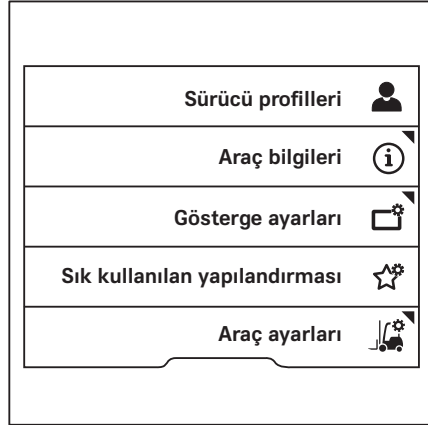 Sürücü profilleri
Araç bilgileri
Gösterge ayarları
Sık kullanılan yapılandırması
Araç ayarları